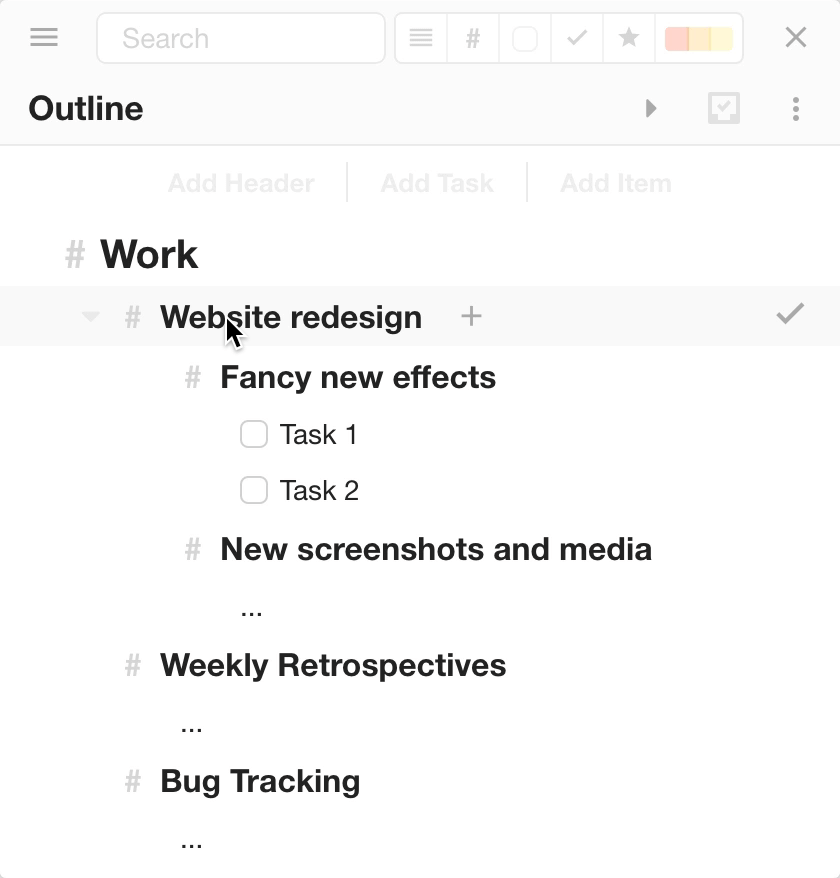 Search #
Outline
Add Header Add Task Add Item
# Work
# Website redesign +
# Fancy new effects
Task 1
Task 2
# New screenshots and media
...
# Weekly Retrospectives
...
# Bug Tracking
...